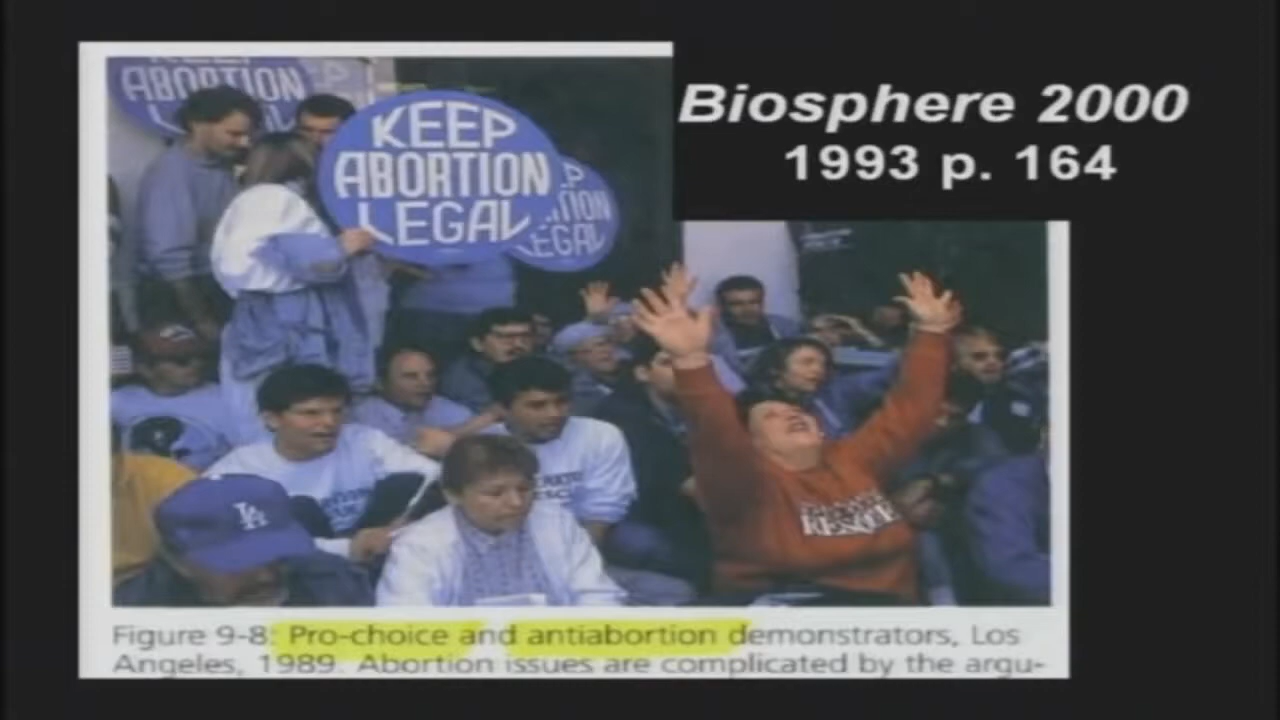 Biosphere 2000
1993 p. 164
ABORTION
KEEP
ABORTION
LEGAL
LEGAL
LA
RESCUE
Figure 9-8: Pro-choice and antiabortion demonstrators, Los
Angeles, 1989. Abortion issues are complicated by the argu-